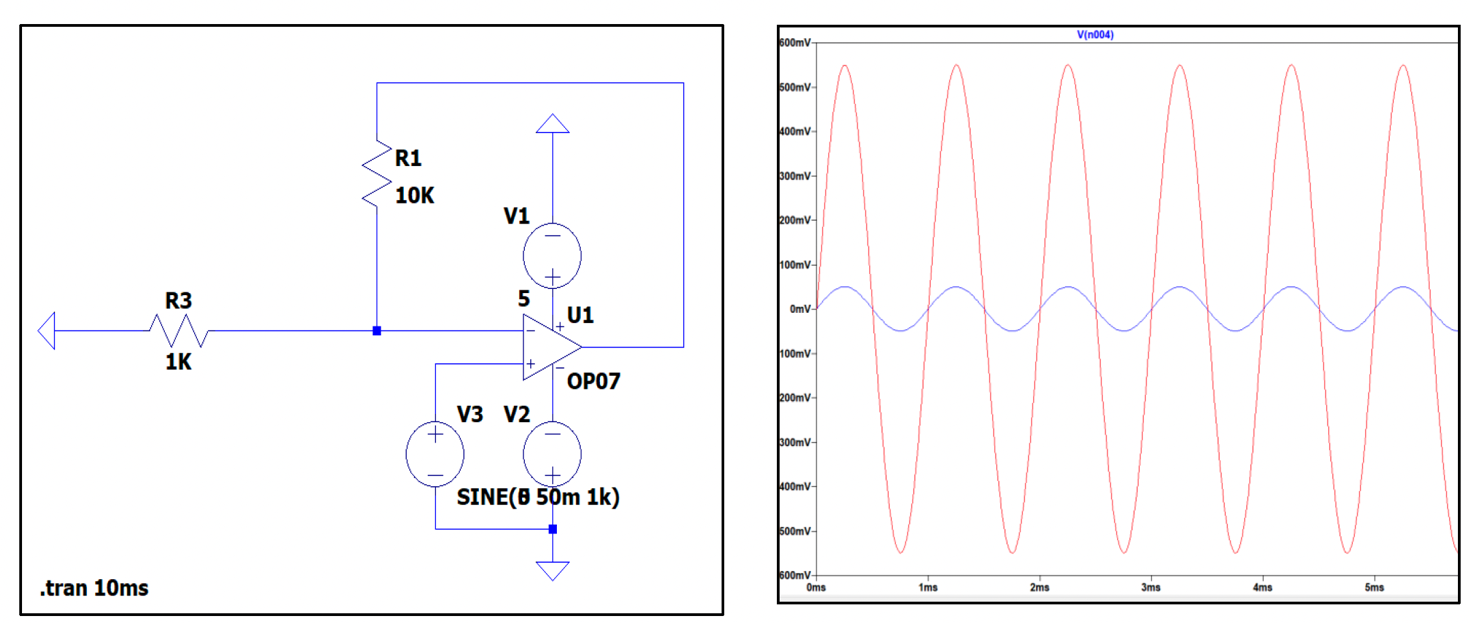 R1
10K
V1
5
U1
+
-
+
-
OP07
R3
1K
V3
V2
SINE(0 50m 1k)
.tran 10ms
V(n004)
600mV
500mV
400mV
300mV
200mV
100mV
0mV
100mV
200mV
300mV
400mV
500mV
600mV
0ms 1ms 2ms 3ms 4ms 5ms